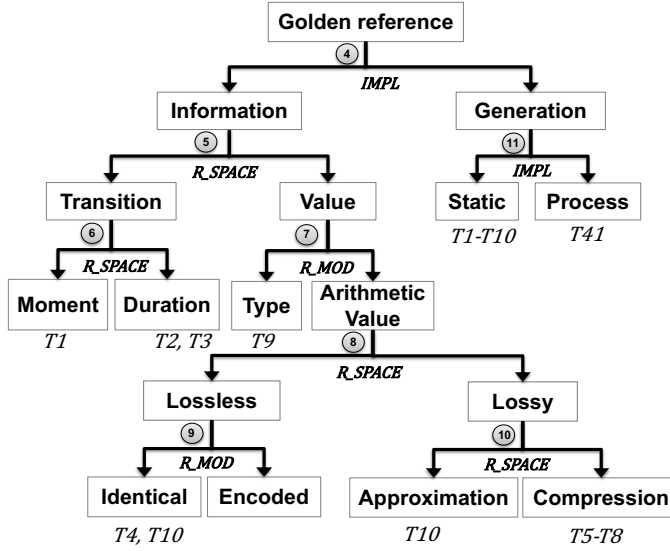 Golden reference
4
IMPL
Information
Generation
5
11
R_SPACE
IMPL
Transition
Value
Static
Process
T1-T10
T41
6
7
R_SPACE
R_MOD
Moment
Duration
Type
Arithmetic
Value
T1
T2, T3
T9
8
R_SPACE
Lossless
Lossy
9
10
R_MOD
R_SPACE
Identical
Encoded
Approximation
Compression
T4, T10
T10
T5-T8